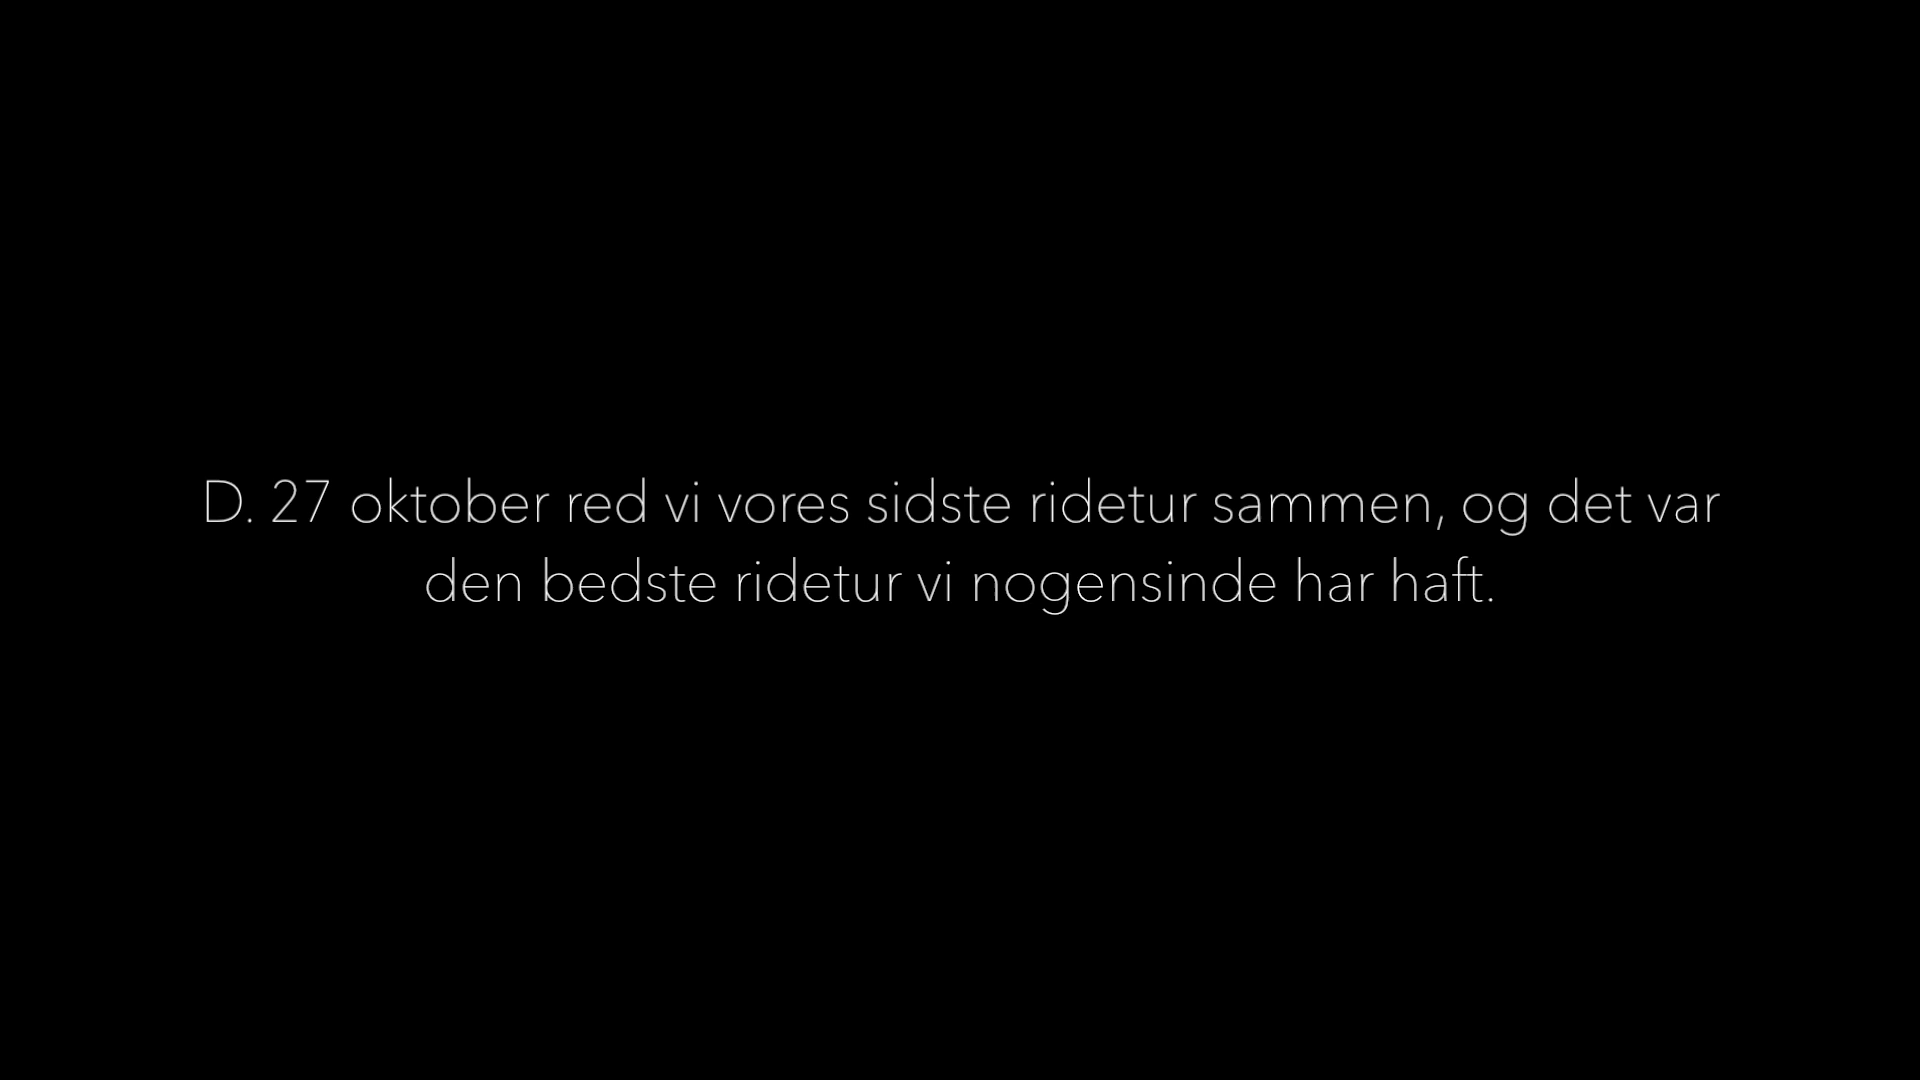 D. 27 oktober red vi vores sidste ridetur sammen, og det var
den bedste ridetur vi nogensinde har haft.